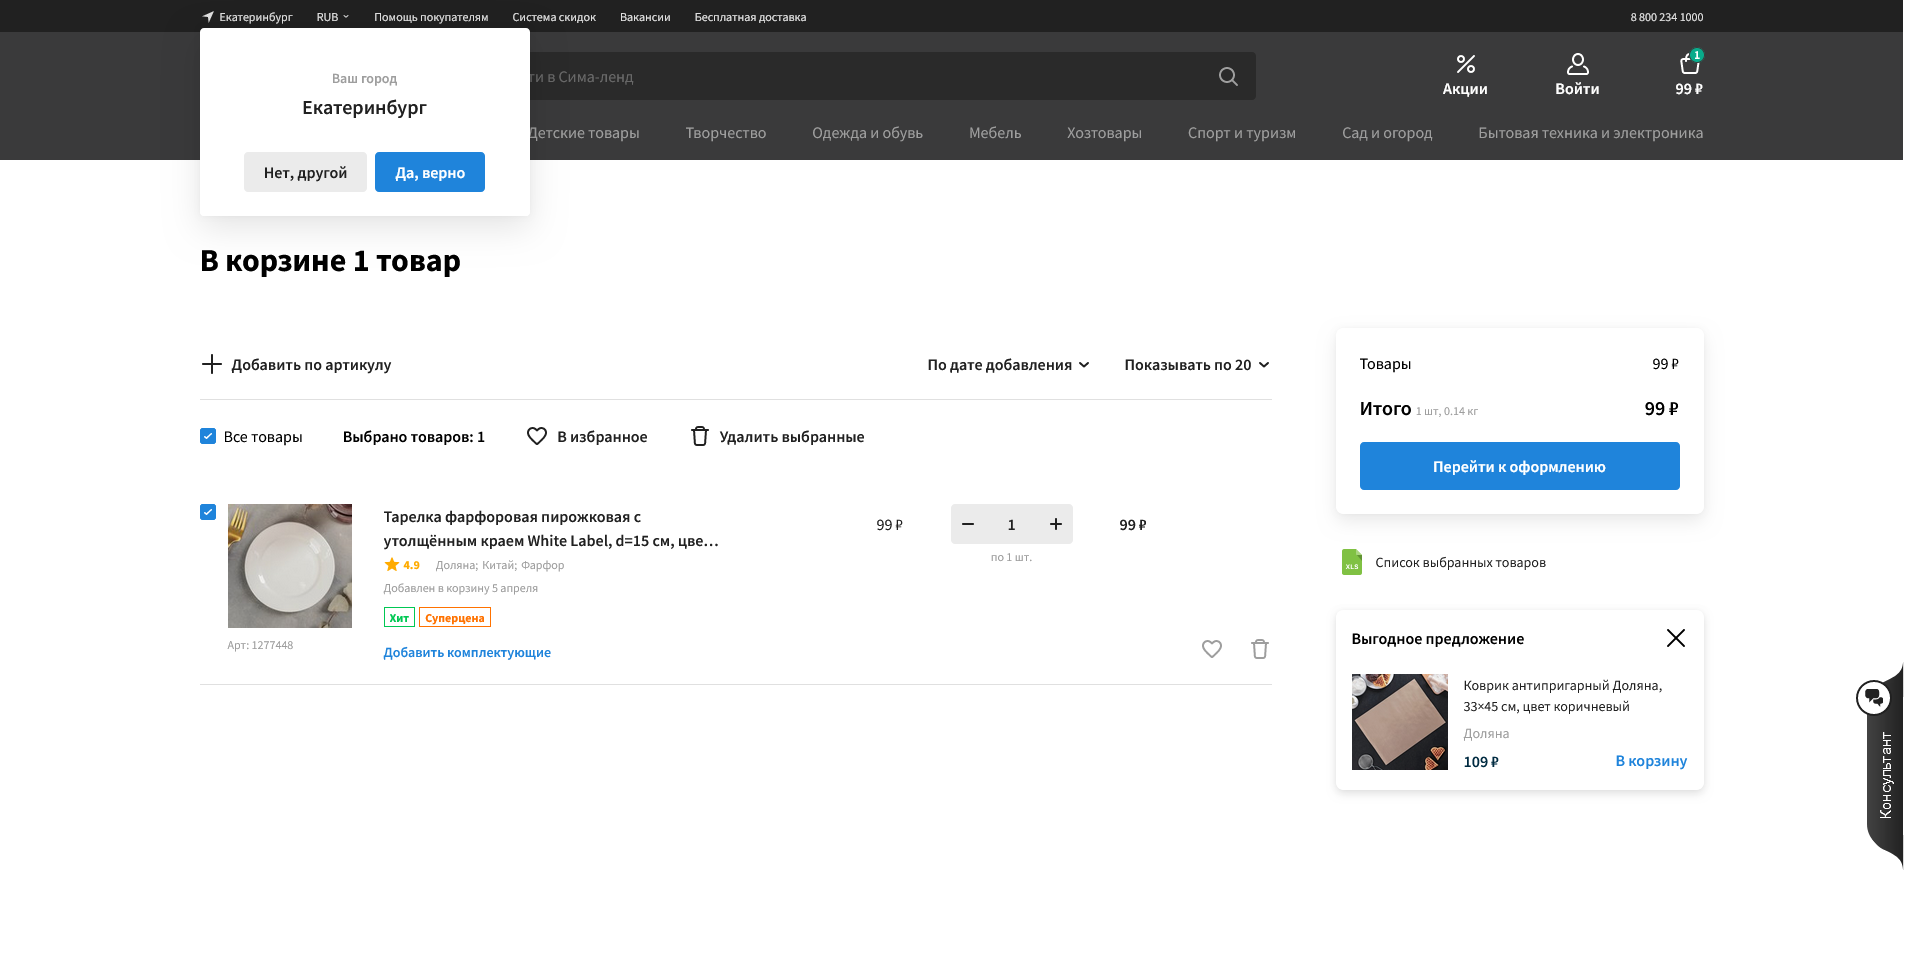 Екатеринбург
RUB
Помощь покупателям
Система скидок
Вакансии
Бесплатная доставка
8 800 234 1000
Ваш город
Екатеринбург
Нет, другой
Да, верно
ти в Сима-ленд
Акции
Войти
1
99 ₽
Детские товары
Творчество
Одежда и обувь
Мебель
Хозтовары
Спорт и туризм
Сад и огород
Бытовая техника и электроника
В корзине 1 товар
Добавить по артикулу
По дате добавления
Показывать по 20
Все товары
Выбрано товаров: 1
В избранное
Удалить выбранные
Тарелка фарфоровая пирожковая с
утолщённым краем White Label, d=15 см, цве...
4.9
Доляна; Китай; Фарфор
Добавлен в корзину 5 апреля
Хит
Суперцена
Добавить комплектующие
Арт: 1277448
99 ₽
1
по 1 шт.
99 ₽
Товары
99 ₽
Итого 1 шт, 0.14 кг
99 ₽
Перейти к оформлению
XLS
Список выбранных товаров
Выгодное предложение
Коврик антипригарный Доляна,
33×45 см, цвет коричневый
Доляна
109 ₽
В корзину
Консультант